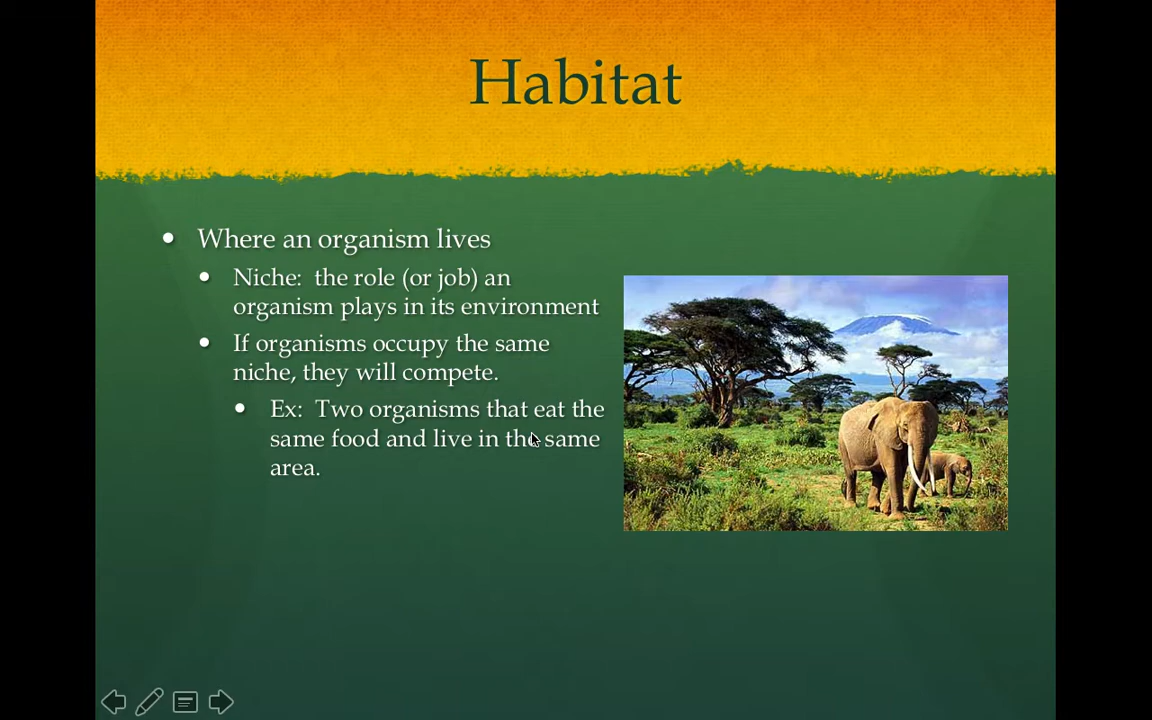 Habitat
Where an organism lives
Niche: the role (or job) an
organism plays in its environment
If organisms occupy the same
niche, they will compete.
Ex: Two organisms that eat the
same food and live in the same
area.